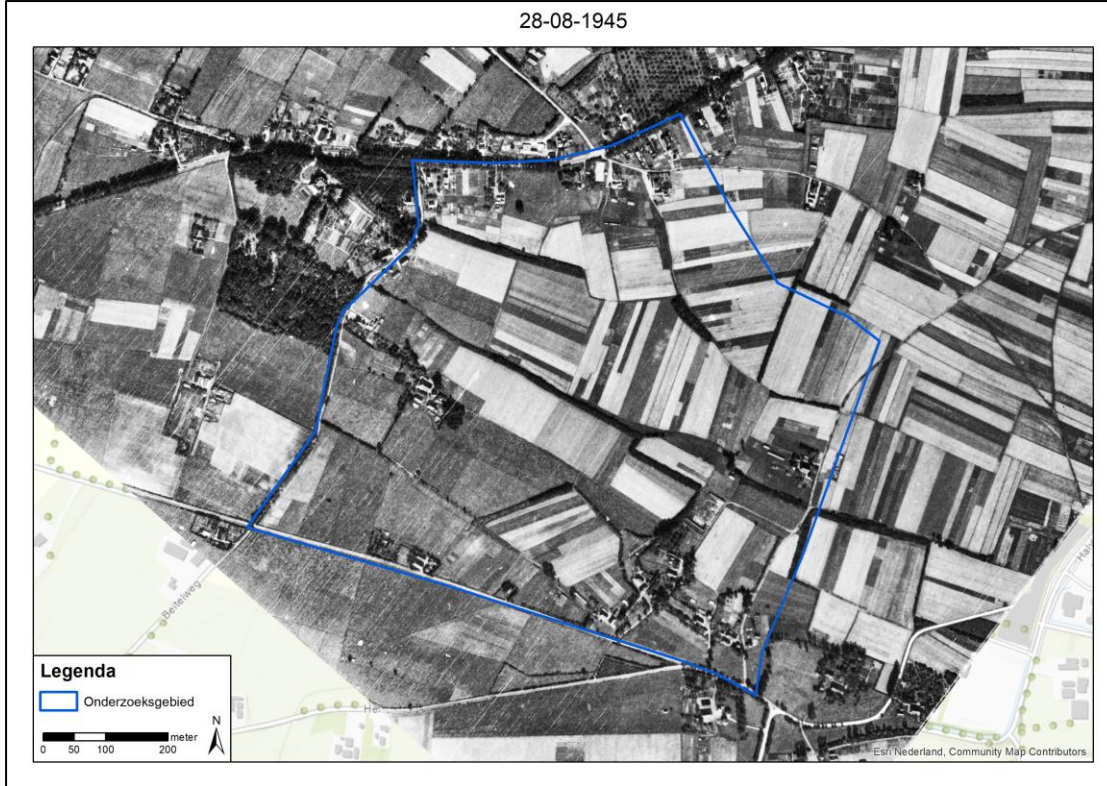 28-08-1945
Beitelweg
Legenda
Onderzoeksgebied
N
meter
0 50 100 200
Esri Nederland, Community Map Contributors